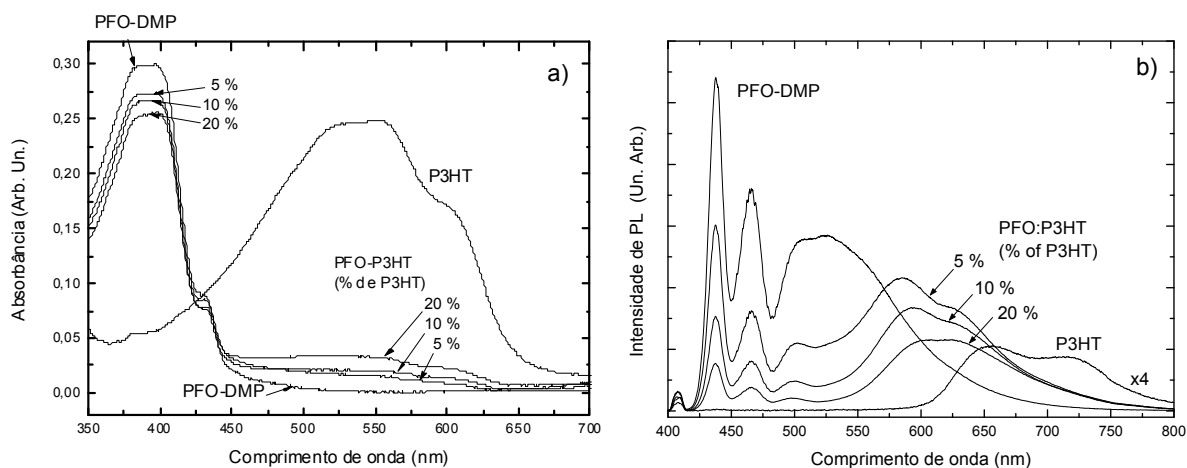 PFO-DMP
0,30
0,25
0,20
0,15
0,10
0,05
0,00
Absorbância (Arb. Un.)
a)
5 %
10 %
20 %
P3HT
PFO-P3HT
(% de P3HT)
20 %
10 %
5 %
PFO-DMP
350 400 450 500 550 600 650 700
Comprimento de onda (nm)
b)
Intensidade de PL (Un. Arb.)
PFO-DMP
PFO:P3HT
(% of P3HT)
5 %
10 %
20 %
P3HT
x4
400 450 500 550 600 650 700 750 800
Comprimento de onda (nm)